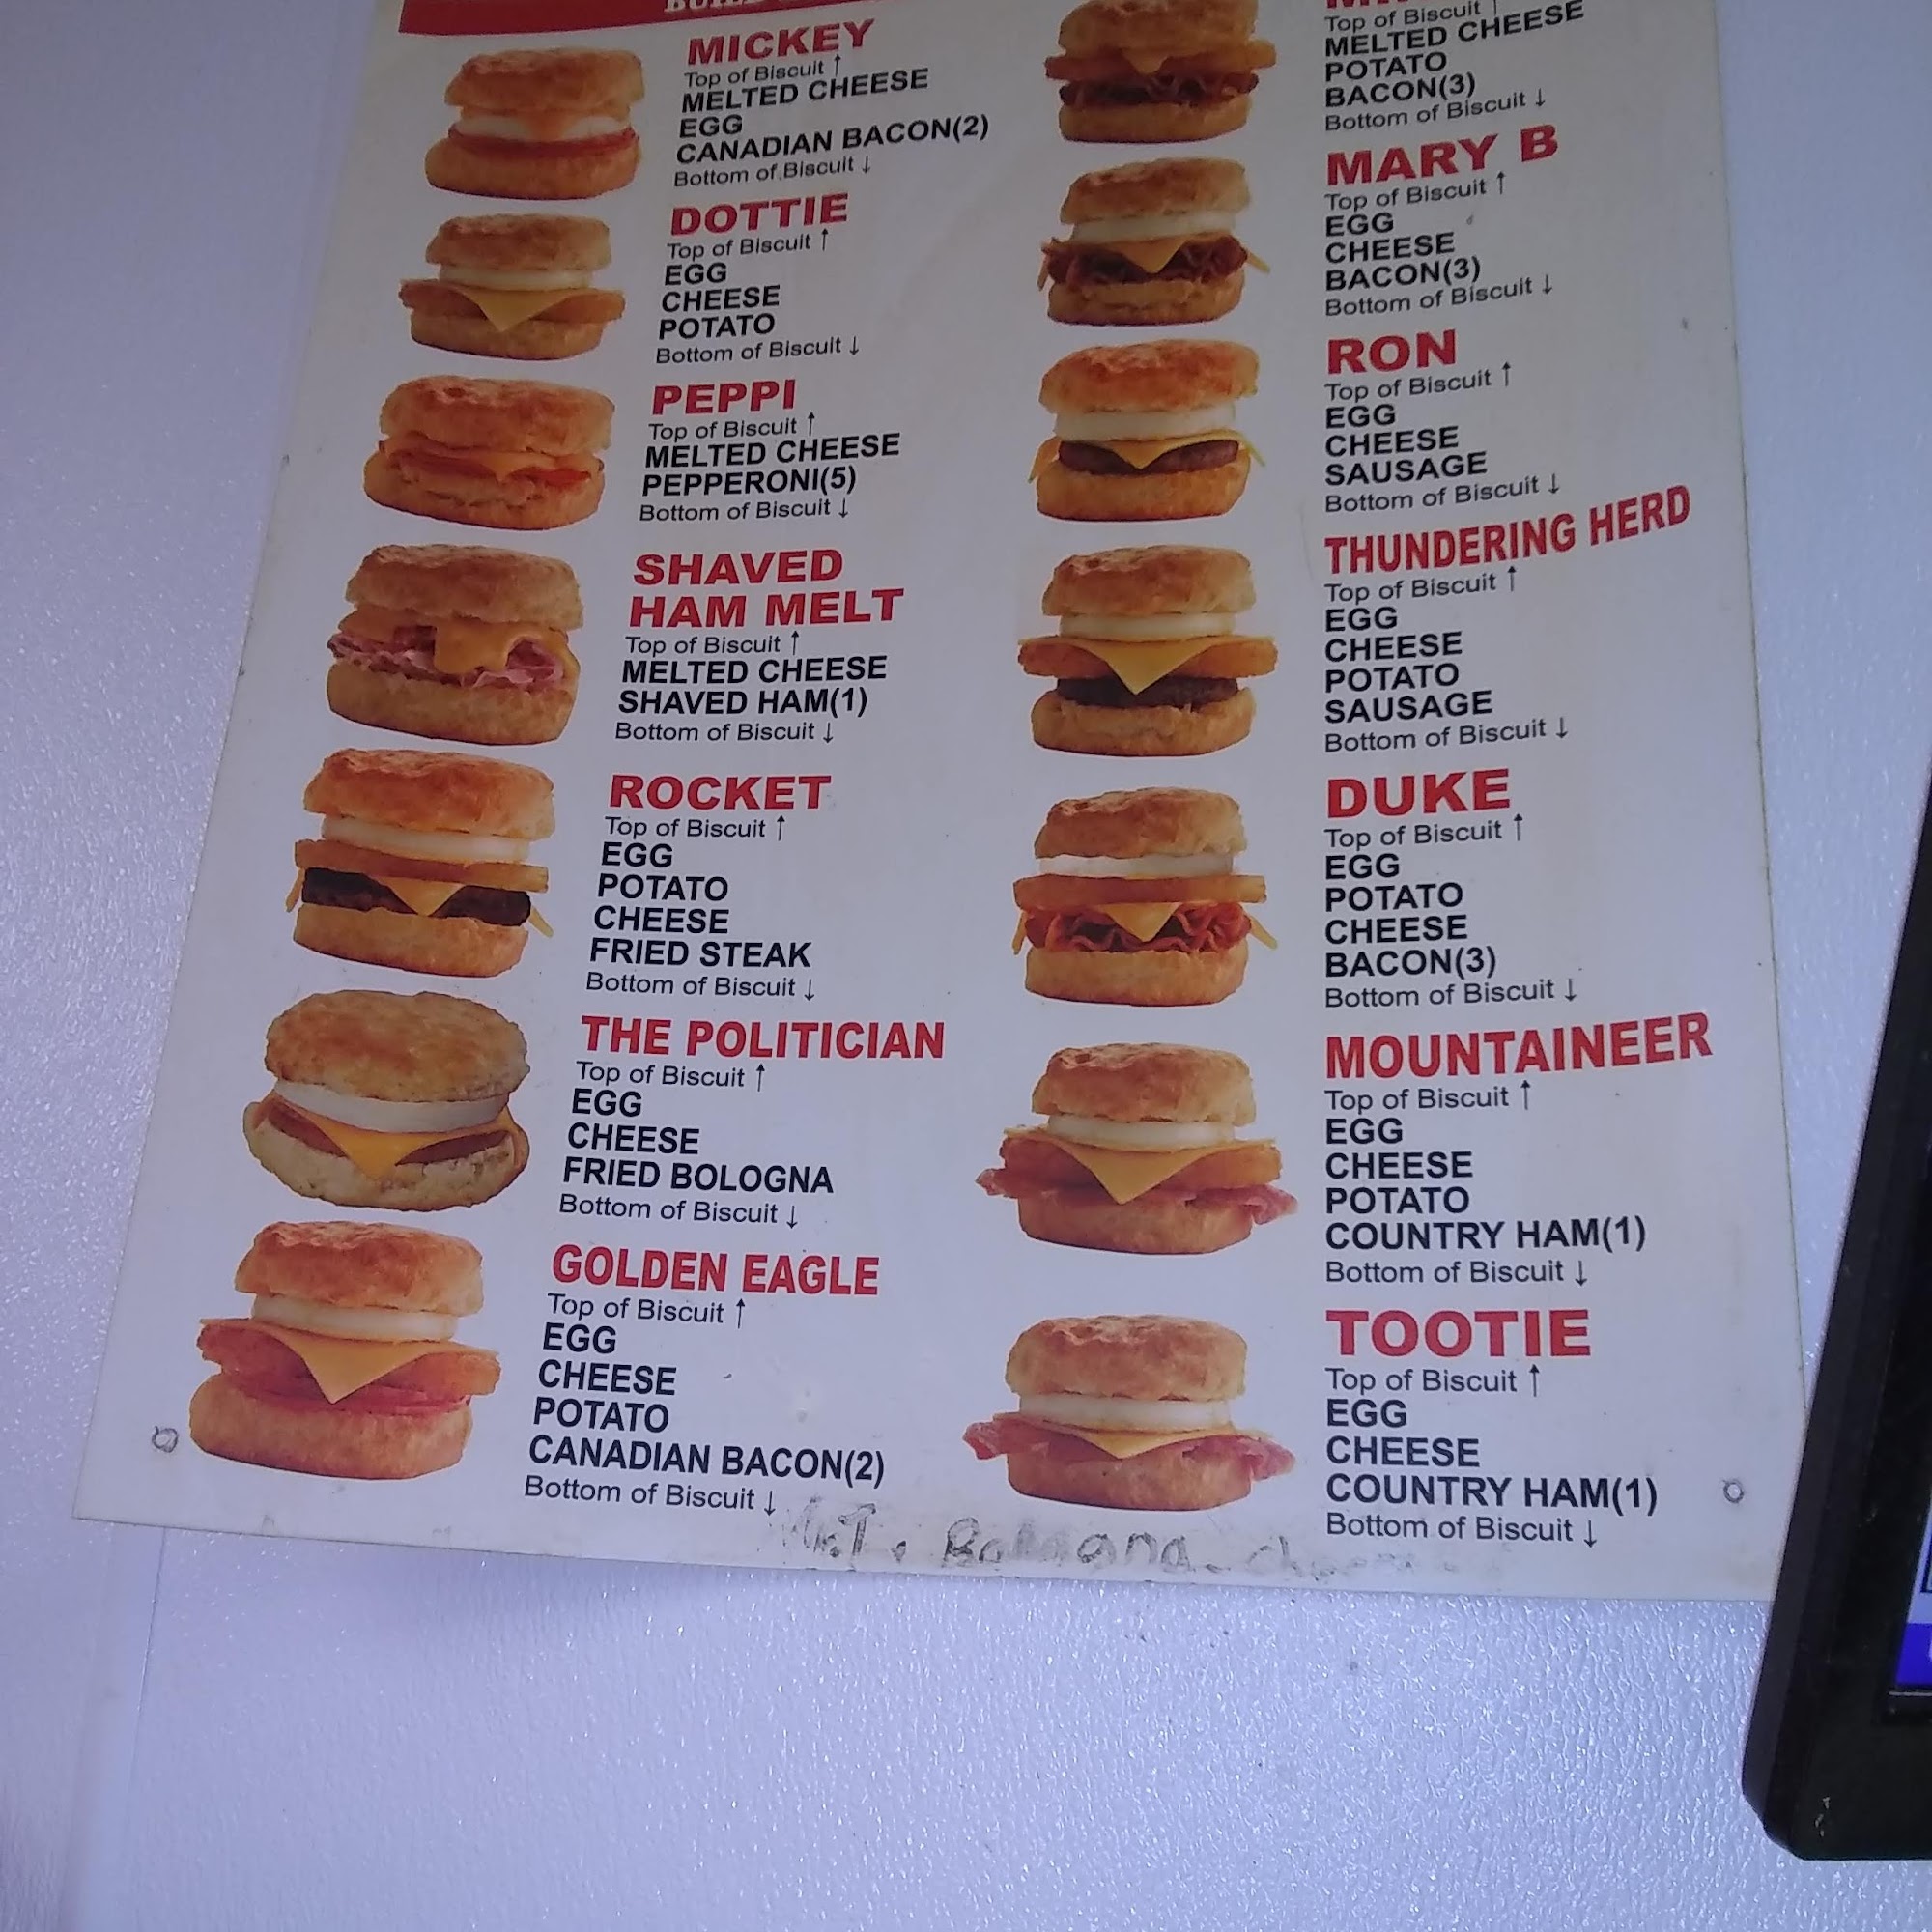 MICKEY
Top of Biscuit ↑
MELTED CHEESE
EGG
CANADIAN BACON(2)
Bottom of Biscuit ↓
DOTTIE
Top of Biscuit ↑
EGG
CHEESE
POTATO
Bottom of Biscuit ↓
PEPPI
Top of Biscuit ↑
MELTED CHEESE
PEPPERONI(5)
Bottom of Biscuit ↓
SHAVED
HAM MELT
Top of Biscuit ↑
MELTED CHEESE
SHAVED HAM(1)
Bottom of Biscuit ↓
ROCKET
Top of Biscuit ↑
EGG
POTATO
CHEESE
FRIED STEAK
Bottom of Biscuit ↓
THE POLITICIAN
Top of Biscuit ↑
EGG
CHEESE
FRIED BOLOGNA
Bottom of Biscuit ↓
GOLDEN EAGLE
Top of Biscuit ↑
EGG
CHEESE
POTATO
CANADIAN BACON(2)
Bottom of Biscuit ↓
Top of Biscuit ↑
MELTED CHEESE
POTATO
BACON(3)
Bottom of Biscuit ↓
MARY B
Top of Biscuit ↑
EGG
CHEESE
BACON(3)
Bottom of Biscuit ↓
RON
Top of Biscuit ↑
EGG
CHEESE
SAUSAGE
Bottom of Biscuit ↓
THUNDERING HERD
Top of Biscuit ↑
EGG
CHEESE
POTATO
SAUSAGE
Bottom of Biscuit ↓
DUKE
Top of Biscuit ↑
EGG
POTATO
CHEESE
BACON(3)
Bottom of Biscuit ↓
MOUNTAINEER
Top of Biscuit ↑
EGG
CHEESE
POTATO
COUNTRY HAM(1)
Bottom of Biscuit ↓
TOOTIE
Top of Biscuit ↑
EGG
CHEESE
COUNTRY HAM(1)
Bottom of Biscuit ↓